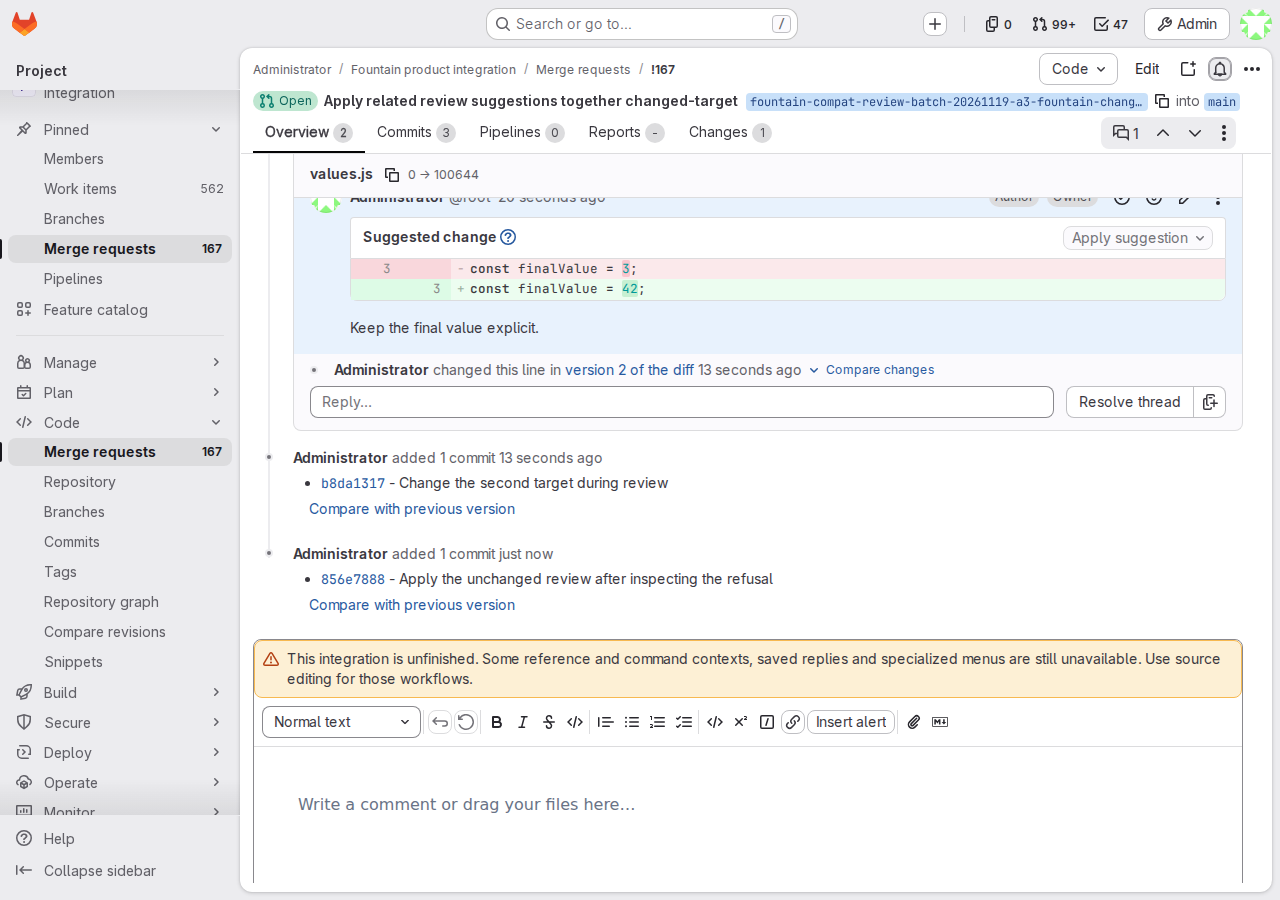 Search or go to...
/
0
99+
47
Admin
Project
Integration
Pinned
Members
Work items 562
Branches
Merge requests 167
Pipelines
Feature catalog
Manage
Plan
Code
Merge requests 167
Repository
Branches
Commits
Tags
Repository graph
Compare revisions
Snippets
Build
Secure
Deploy
Operate
Monitor
Help
Collapse sidebar
Administrator / Fountain product integration / Merge requests / !167
Code
Edit
Open Apply related review suggestions together changed-target fountain-compat-review-batch-20261119-a3-fountain-chang… into main
Overview 2
Commits 3
Pipelines 0
Reports -
Changes 1
1
values.js 0 → 100644
Administrator @root 20 seconds ago Author Owner
Suggested change
Apply suggestion
3 - const finalValue = 3;
3 + const finalValue = 42;
Keep the final value explicit.
Administrator changed this line in version 2 of the diff 13 seconds ago Compare changes
Reply…
Resolve thread
Administrator added 1 commit 13 seconds ago
b8da1317 - Change the second target during review
Compare with previous version
Administrator added 1 commit just now
856e7888 - Apply the unchanged review after inspecting the refusal
Compare with previous version
This integration is unfinished. Some reference and command contexts, saved replies and specialized menus are still unavailable. Use source
editing for those workflows.
Normal text
Insert alert
Write a comment or drag your files here…